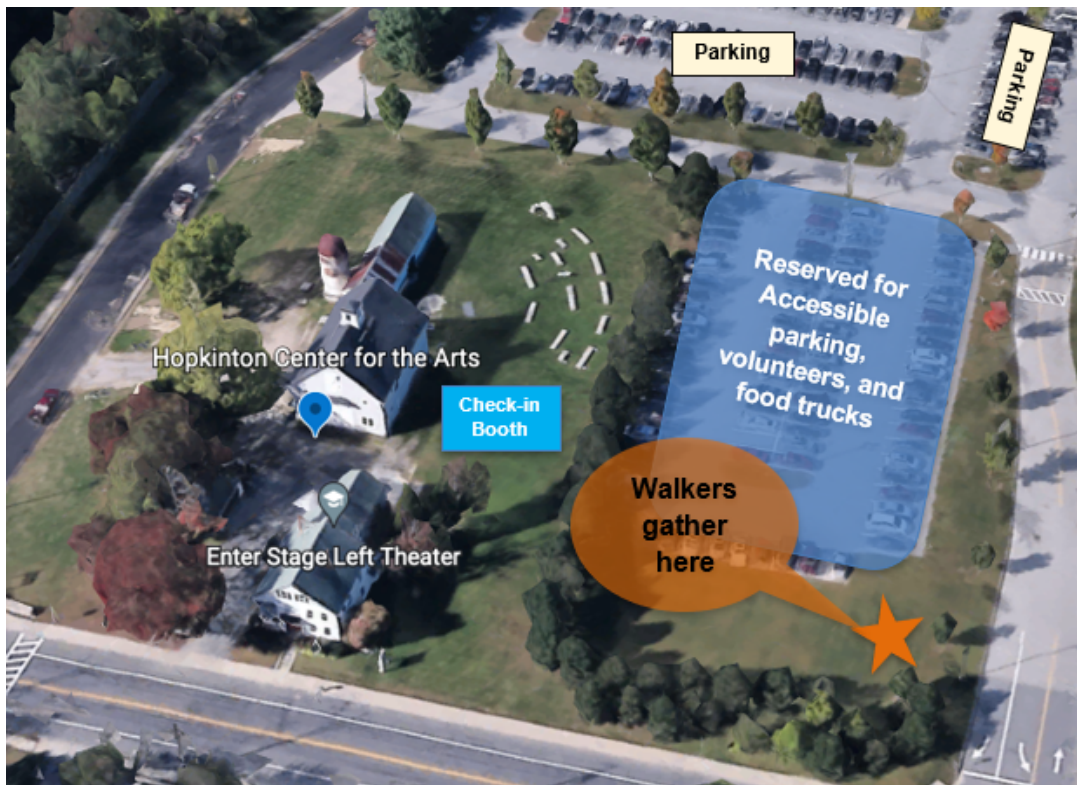 Parking
Parking
Reserved for
Accessible
parking,
volunteers, and
food trucks
Hopkinton Center for the Arts
Check-in
Booth
Walkers
gather
here
Enter Stage Left Theater